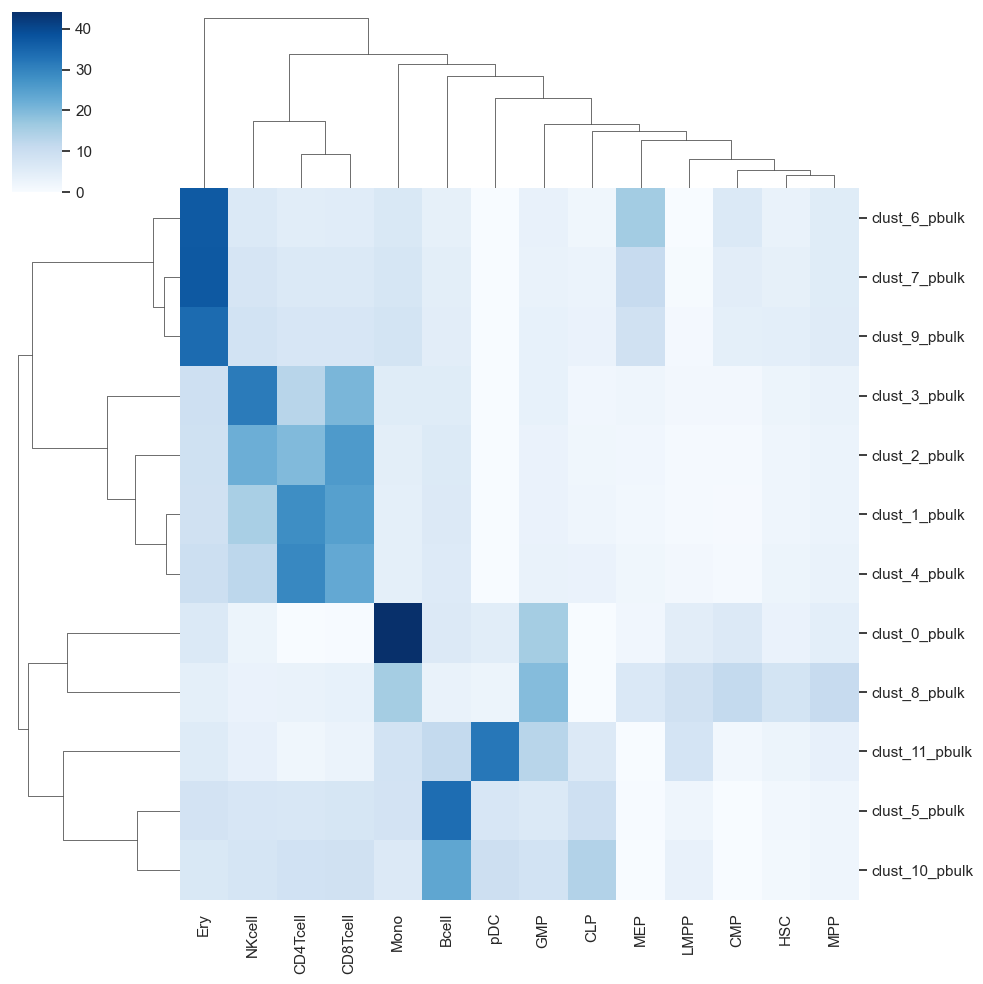 40
30
20
10
0
clust_6_pbulk
clust_7_pbulk
clust_9_pbulk
clust_3_pbulk
clust_2_pbulk
clust_1_pbulk
clust_4_pbulk
clust_0_pbulk
clust_8_pbulk
clust_11_pbulk
clust_5_pbulk
clust_10_pbulk
Ery
NKcell
CD4Tcell
CD8Tcell
Mono
Bcell
pDC
GMP
CLP
MEP
LMPP
CMP
HSC
MPP